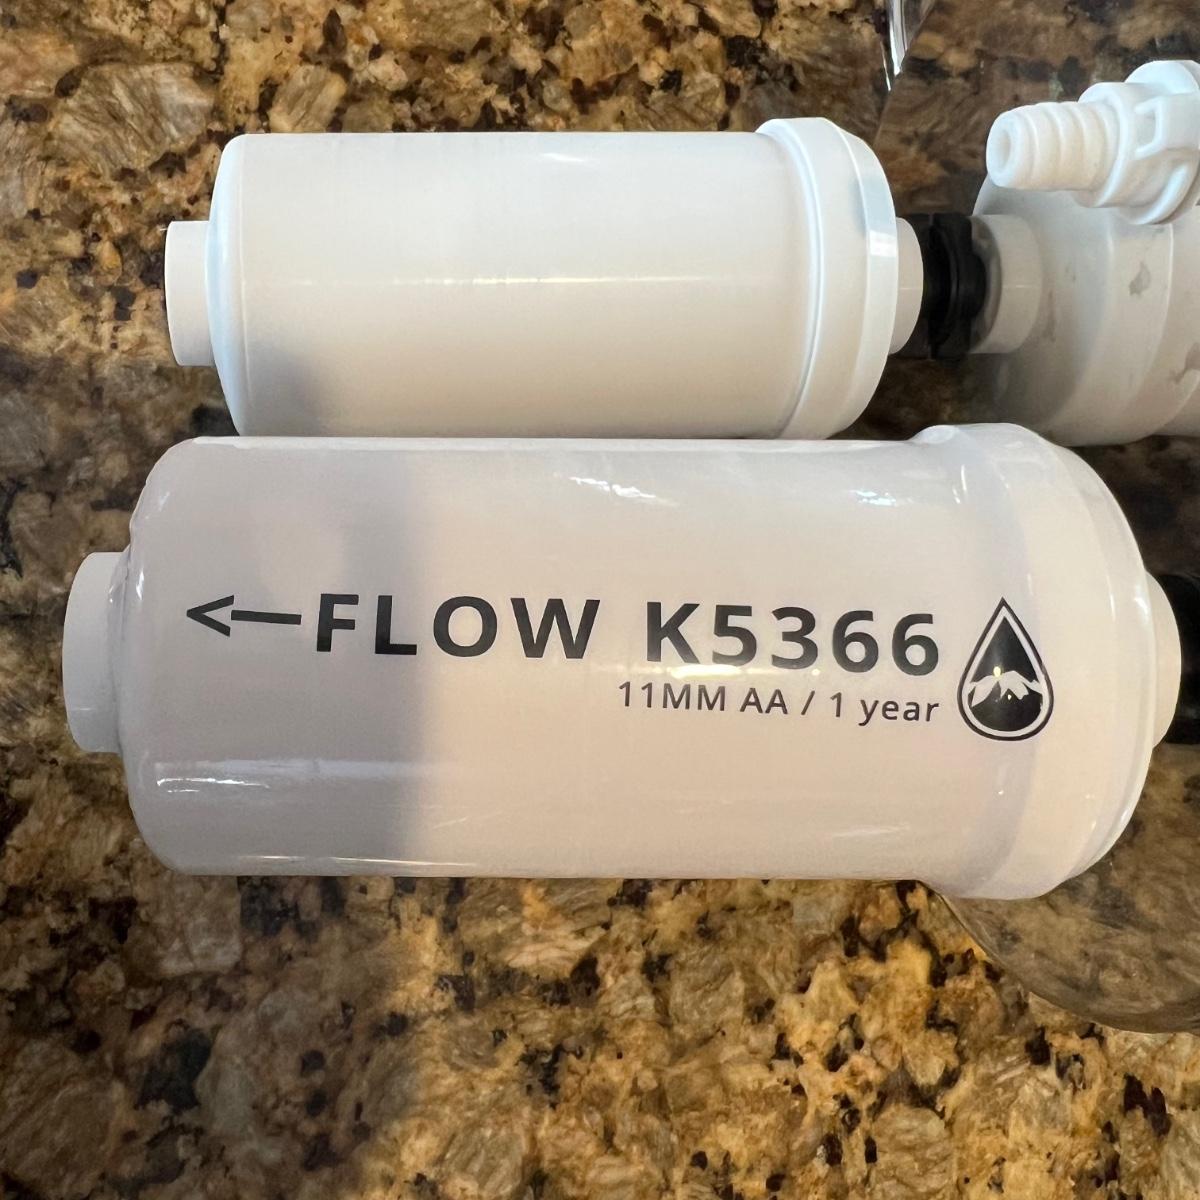 <—FLOW K5366
11MM AA / 1 year